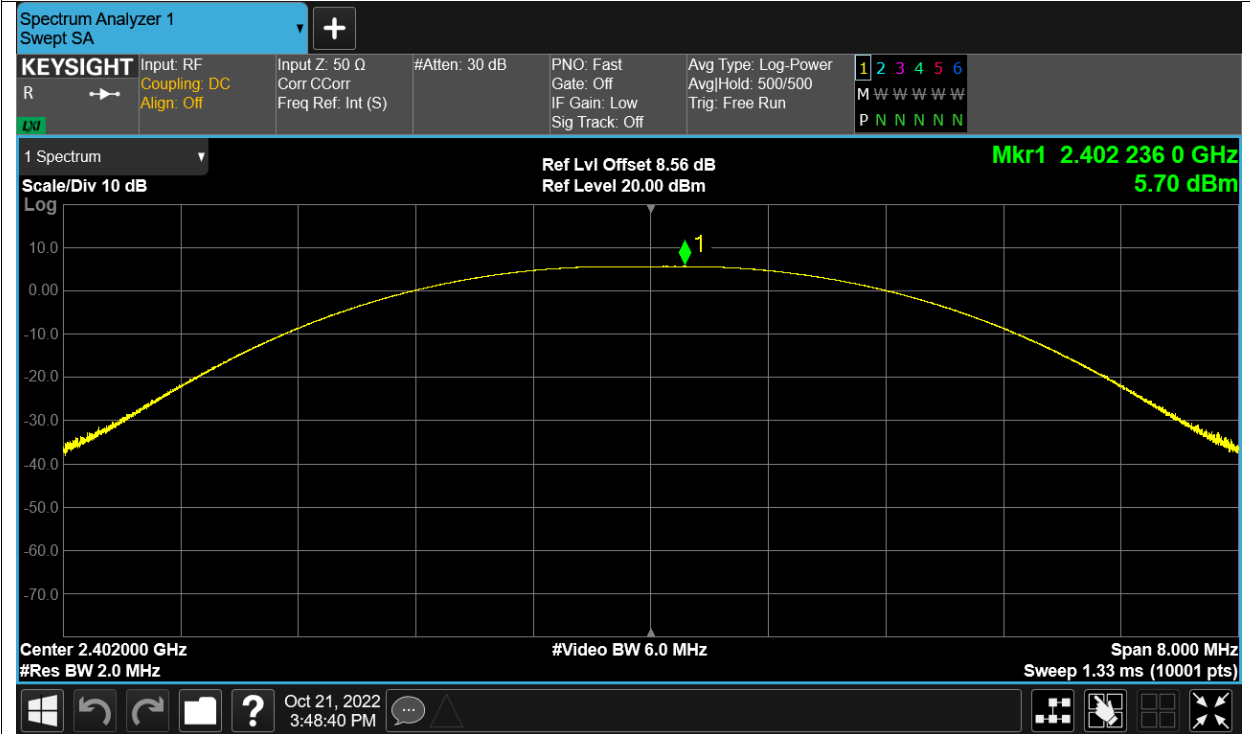 Spectrum Analyzer 1
Swept SA
▼
+
KEYSIGHT
R
LXI
Input: RF
Coupling: DC
Align: Off
Input Z: 50 Ω
Corr CCorr
Freq Ref: Int (S)
#Atten: 30 dB
PNO: Fast
Gate: Off
IF Gain: Low
Sig Track: Off
Avg Type: Log-Power
Avg|Hold: 500/500
Trig: Free Run
1 2 3 4 5 6
M W W W W W
P N N N N N
1 Spectrum ▼
Scale/Div 10 dB
Ref Lvl Offset 8.56 dB
Ref Level 20.00 dBm
Mkr1 2.402 236 0 GHz
5.70 dBm
Log
1
10.0
0.00
-10.0
-20.0
-30.0
-40.0
-50.0
-60.0
-70.0
Center 2.402000 GHz
#Res BW 2.0 MHz
#Video BW 6.0 MHz
Span 8.000 MHz
Sweep 1.33 ms (10001 pts)
?
Oct 21, 2022
3:48:40 PM